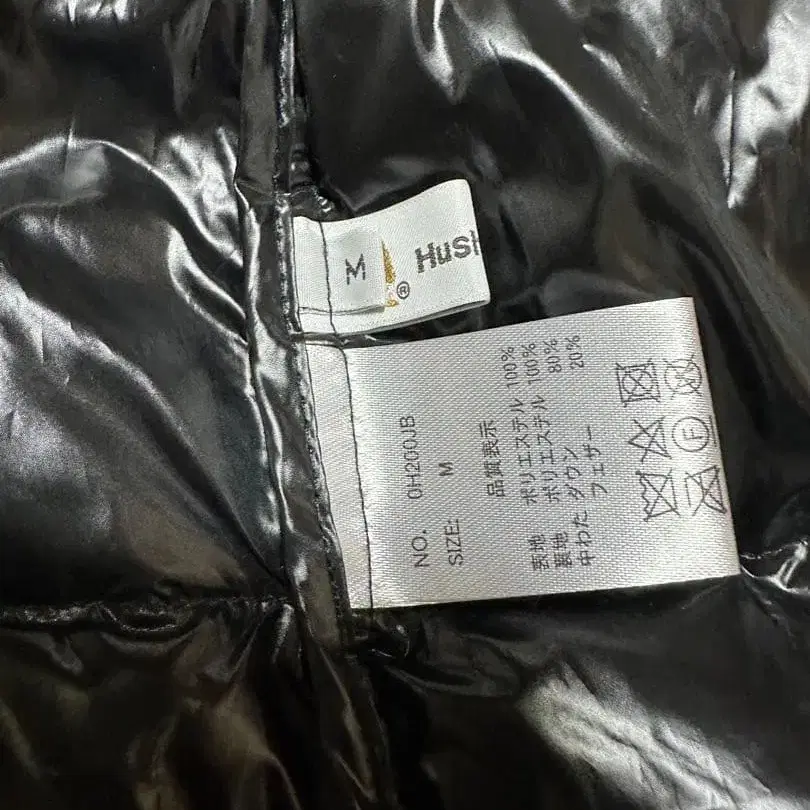 M
® HuSH
NO. 0H200JB
SIZE: M
品質表示
表地 ポリエステル 100%
裏地 ポリエステル 100%
中わた ダウン 80%
フェザー 20%
F